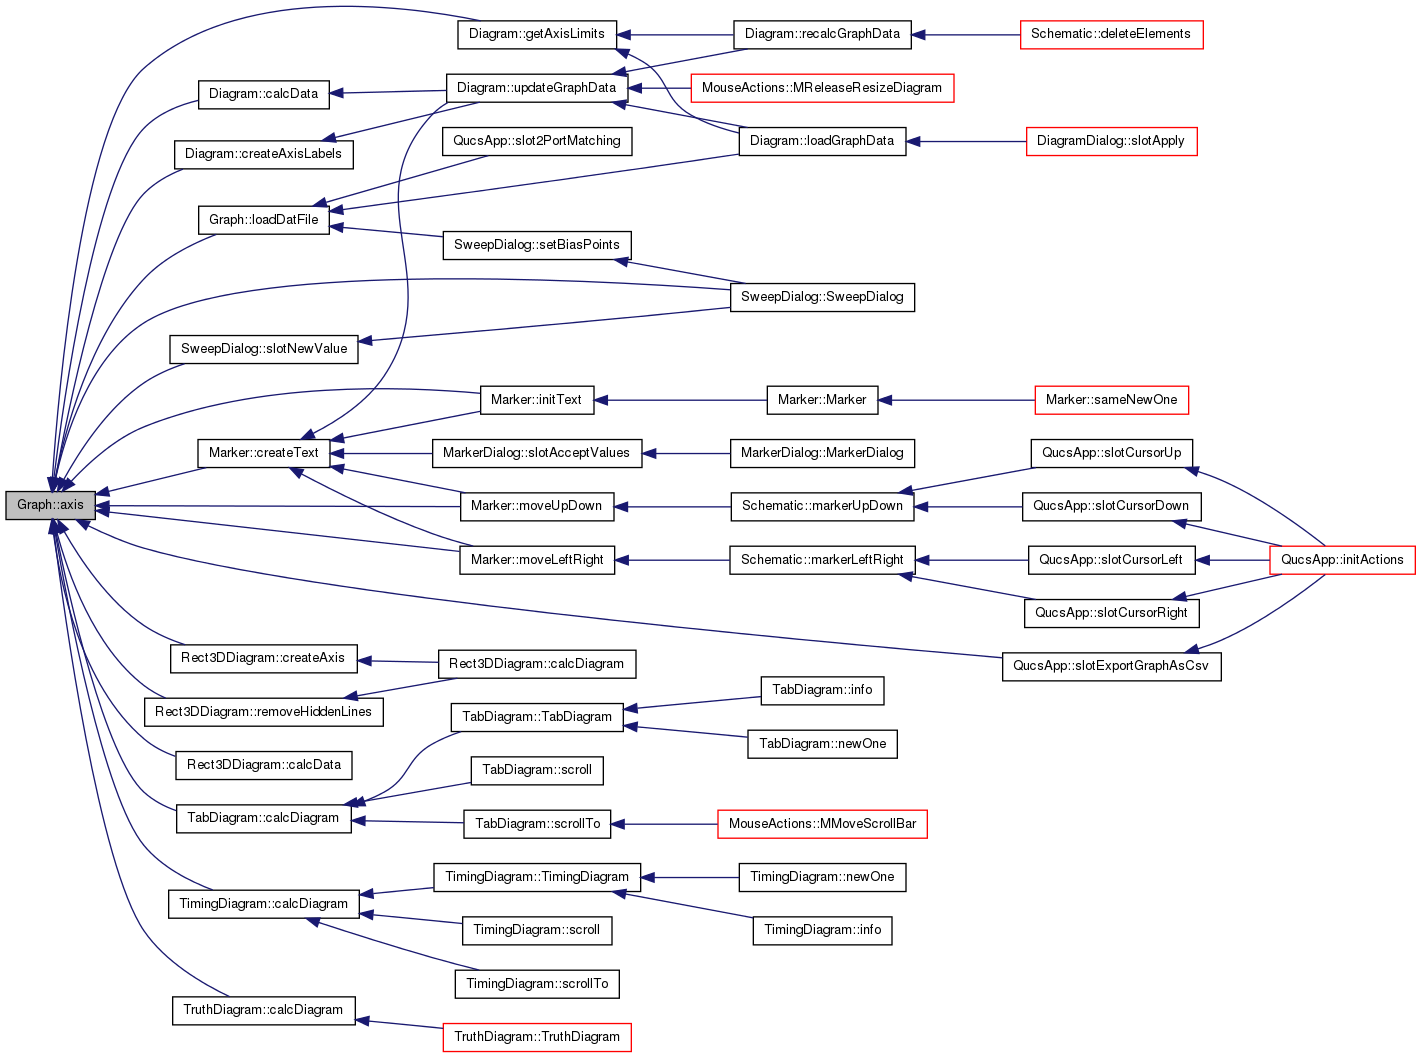 Graph::axis
Diagram::getAxisLimits
Diagram::recalcGraphData
Schematic::deleteElements
Diagram::calcData
Diagram::updateGraphData
MouseActions::MReleaseResizeDiagram
Diagram::createAxisLabels
QucsApp::slot2PortMatching
Diagram::loadGraphData
DiagramDialog::slotApply
Graph::loadDatFile
SweepDialog::setBiasPoints
SweepDialog::SweepDialog
SweepDialog::slotNewValue
Marker::initText
Marker::Marker
Marker::sameNewOne
Marker::createText
MarkerDialog::slotAcceptValues
MarkerDialog::MarkerDialog
QucsApp::slotCursorUp
Marker::moveUpDown
Schematic::markerUpDown
QucsApp::slotCursorDown
Marker::moveLeftRight
Schematic::markerLeftRight
QucsApp::slotCursorLeft
QucsApp::initActions
QucsApp::slotCursorRight
QucsApp::slotExportGraphAsCsv
Rect3DDiagram::createAxis
Rect3DDiagram::calcDiagram
Rect3DDiagram::removeHiddenLines
TabDiagram::TabDiagram
TabDiagram::info
TabDiagram::newOne
Rect3DDiagram::calcData
TabDiagram::scroll
TabDiagram::calcDiagram
TabDiagram::scrollTo
MouseActions::MMoveScrollBar
TimingDiagram::TimingDiagram
TimingDiagram::newOne
TimingDiagram::calcDiagram
TimingDiagram::scroll
TimingDiagram::info
TimingDiagram::scrollTo
TruthDiagram::calcDiagram
TruthDiagram::TruthDiagram